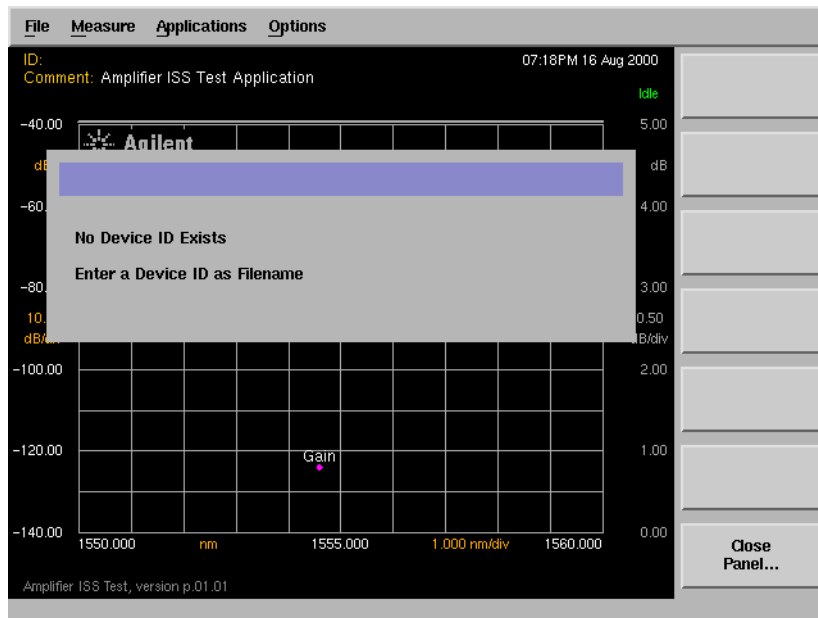 File Measure Applications Options
ID:
07:18PM 16 Aug 2000
Comment: Amplifier ISS Test Application
Idle
-40.00
Agilent
5.00
dB
-60.
4.00
No Device ID Exists
Enter a Device ID as Filename
-80.
3.00
10.
0.50
dB/div
-100.00
2.00
-120.00
Gain
1.00
-140.00
0.00
1550.000 nm 1555.000 1.000 nm/div 1560.000
Close
Panel...
Amplifier ISS Test, version p.01.01